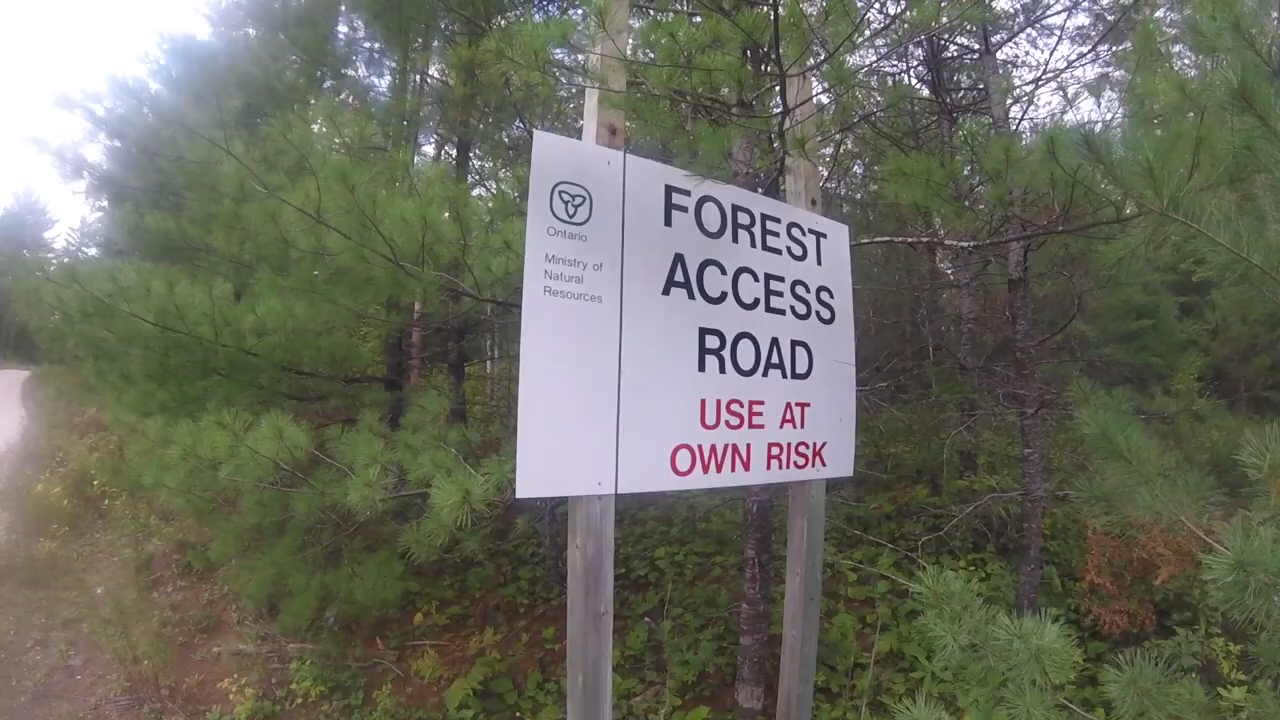 Ontario
Ministry of
Natural
Resources
FOREST
ACCESS
ROAD
USE AT
OWN RISK